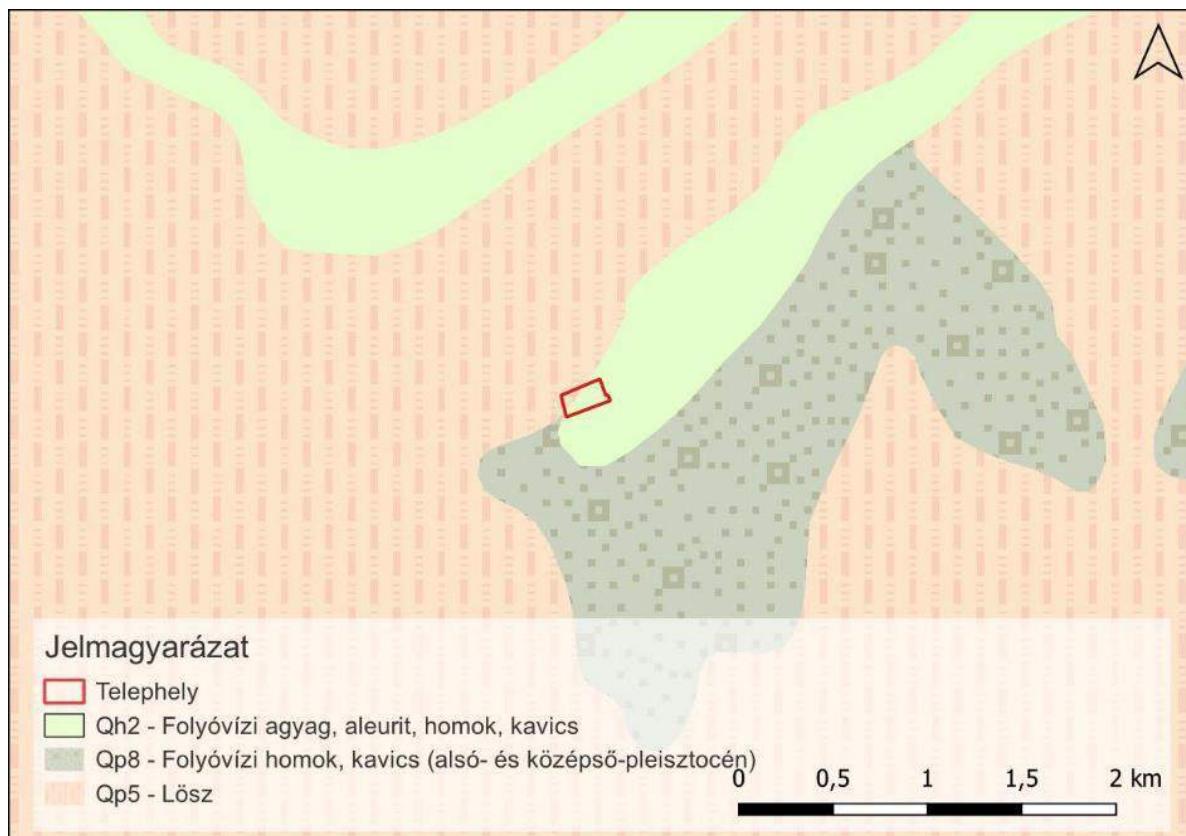 Jelmagyarázat
Telephely
Qh2 - Folyóvízi agyag, aleurit, homok, kavics
Qp8 - Folyóvízi homok, kavics (alsó- és középső-pleisztocén)
Qp5 - Lösz
0 0,5 1 1,5 2 km